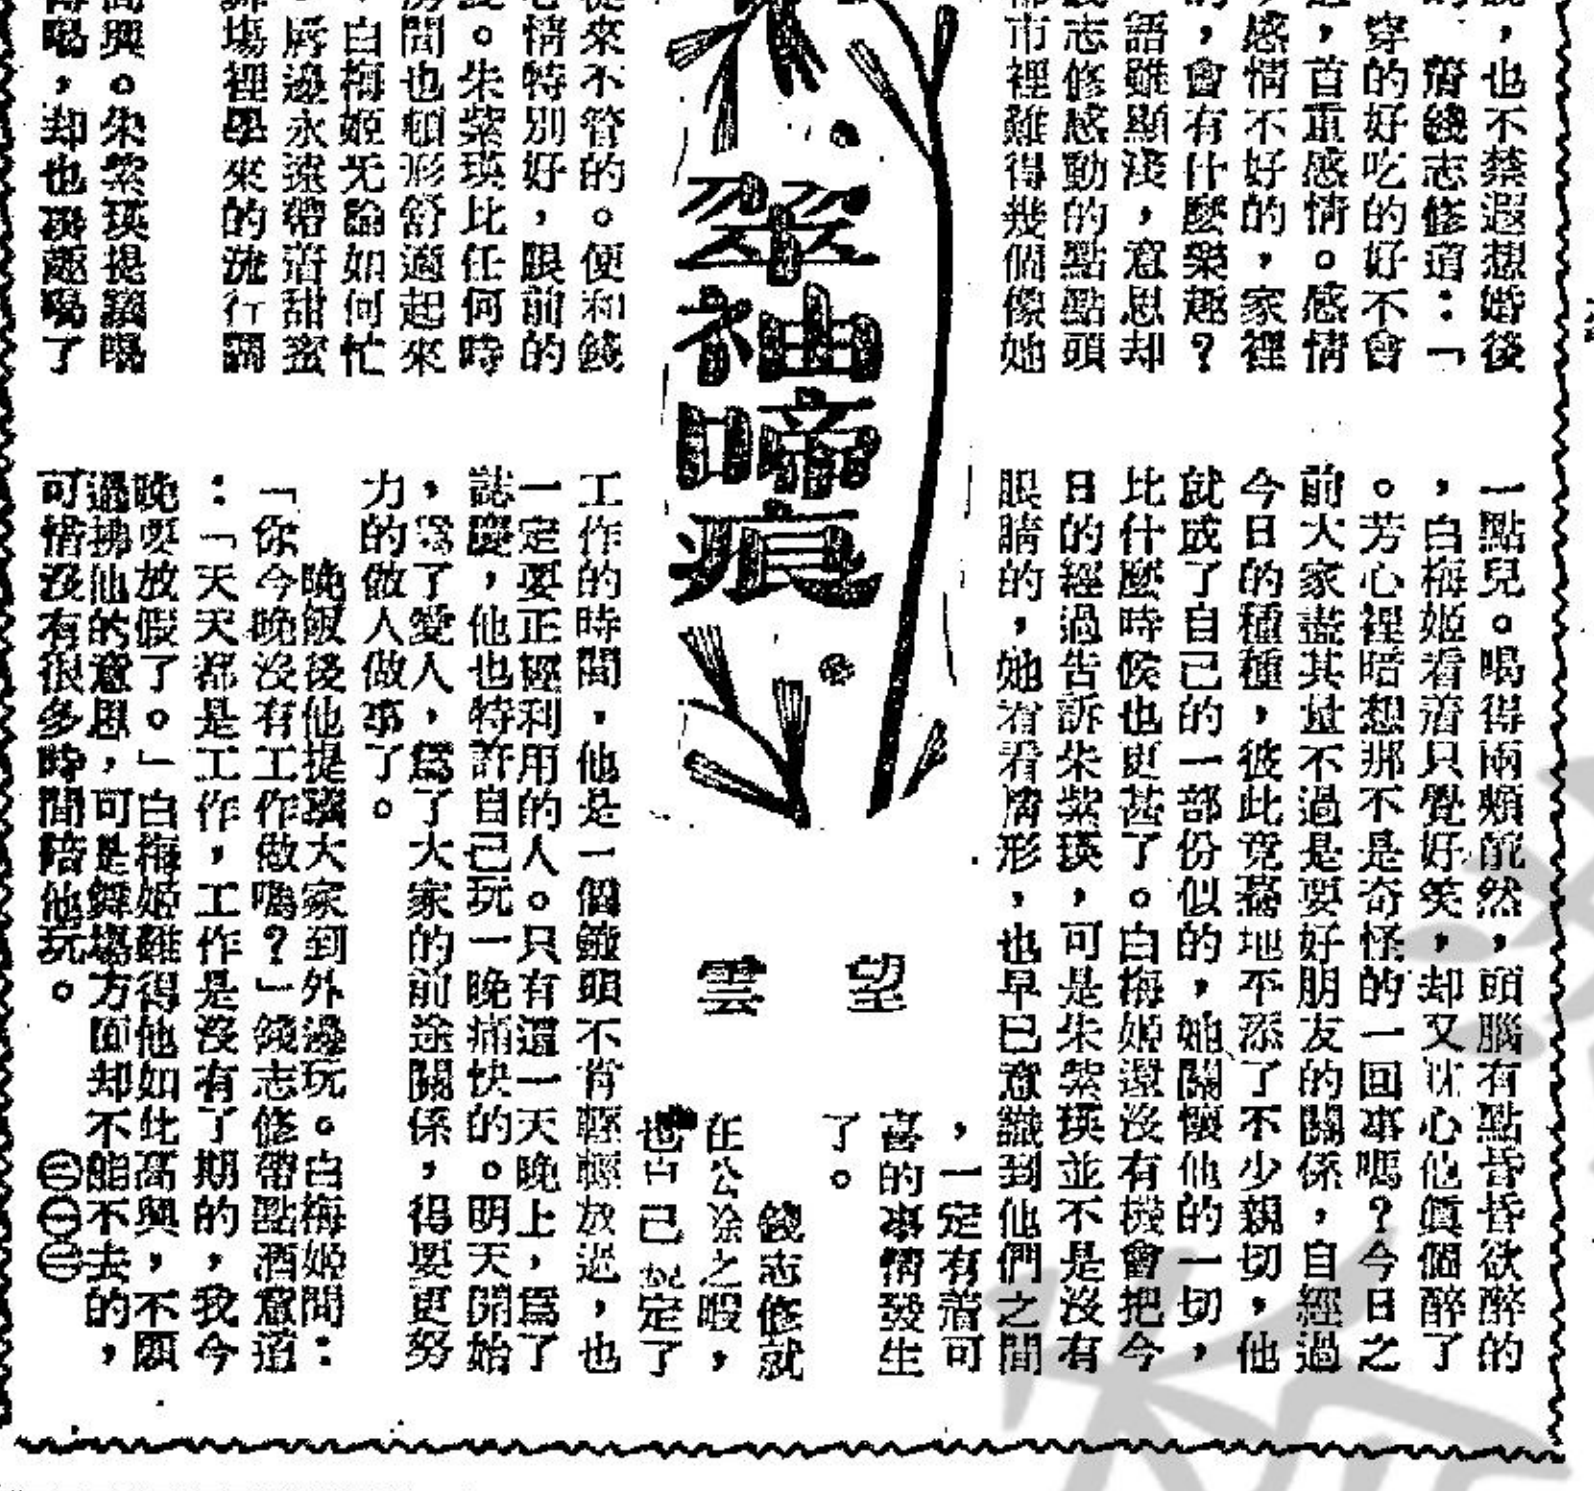 說，也不禁遐想婚後
的 着錢志修道：「
穿的好吃的好不會
，首重感情。感情
感情不好的，家裡
，會有什麼樂趣？
語雖顯淺，意思却
志修感動的點點頭
都市裡難得幾個像她
翠袖啼痕
望雲
從來不管的。便和錢
心情特別好，眼前的
。朱紫瑛比任何時
間也頓形舒適起來
，白梅姬无論如何忙
唇邊永遠帶着甜蜜
舞場裡學來的流行調
高興。朱紫瑛提議喝
喝，却也湊趣喝了
一點兒。喝得兩頰酡然，頭腦有點昏昏欲醉的
，白梅姬看着只覺好笑，却又耽心他真個醉了
。芳心裡暗想那不是奇怪的一回事嗎？今日之
前大家盡其量不過是要好朋友的關係，自經過
今日的種種，彼此竟驀地平添了不少親切，他
就成了自己的一部份似的，她關懷他的一切，
比什麼時候也更甚了。白梅姬還沒有機會把今
日的經過告訴朱紫瑛，可是朱紫瑛並不是沒有
眼睛的，她有看情形，也早已意識到他們之間
，一定有着可
喜的事情發生
了。
錢志修就
在公餘之暇，
也自己規定了
工作的時間，他是一個鐘頭不肯輕輕放過，也
一定要正經利用的人。只有這一天晚上，爲了
誌慶，他也特許自己玩一晚痛快的。明天開始
，爲了愛人，爲了大家的前途關係，得要更努
力的做人做事了。
晚飯後他提議大家到外邊玩。白梅姬問：
「你今晚沒有工作做嗎？」錢志修帶點酒意道
：「天天都是工作，工作是沒有了期的，我今
晚要放假了。」白梅姬難得他如此高興，不願
過拂他的意思，可是舞場方面却不能不去的，
可惜沒有很多時間陪他玩。